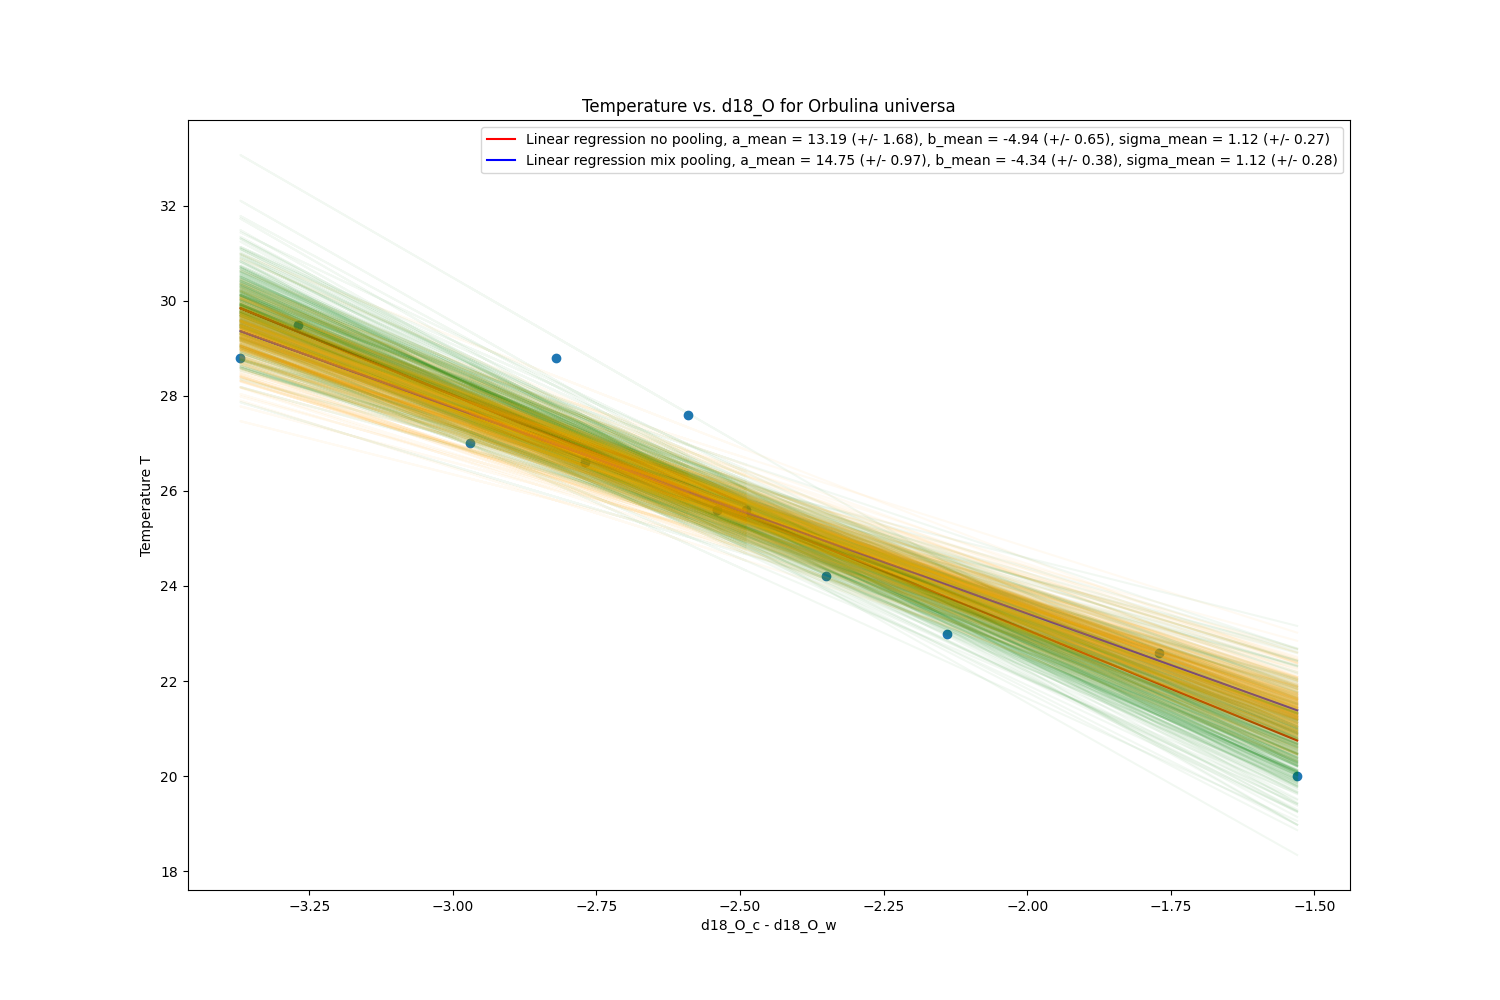 Temperature vs. d18_O for Orbulina universa
Linear regression no pooling, a_mean = 13.19 (+/- 1.68), b_mean = -4.94 (+/- 0.65), sigma_mean = 1.12 (+/- 0.27)
Linear regression mix pooling, a_mean = 14.75 (+/- 0.97), b_mean = -4.34 (+/- 0.38), sigma_mean = 1.12 (+/- 0.28)
32
30
28
26
24
22
20
18
Temperature T
−3.25 −3.00 −2.75 −2.50 −2.25 −2.00 −1.75 −1.50
d18_O_c - d18_O_w